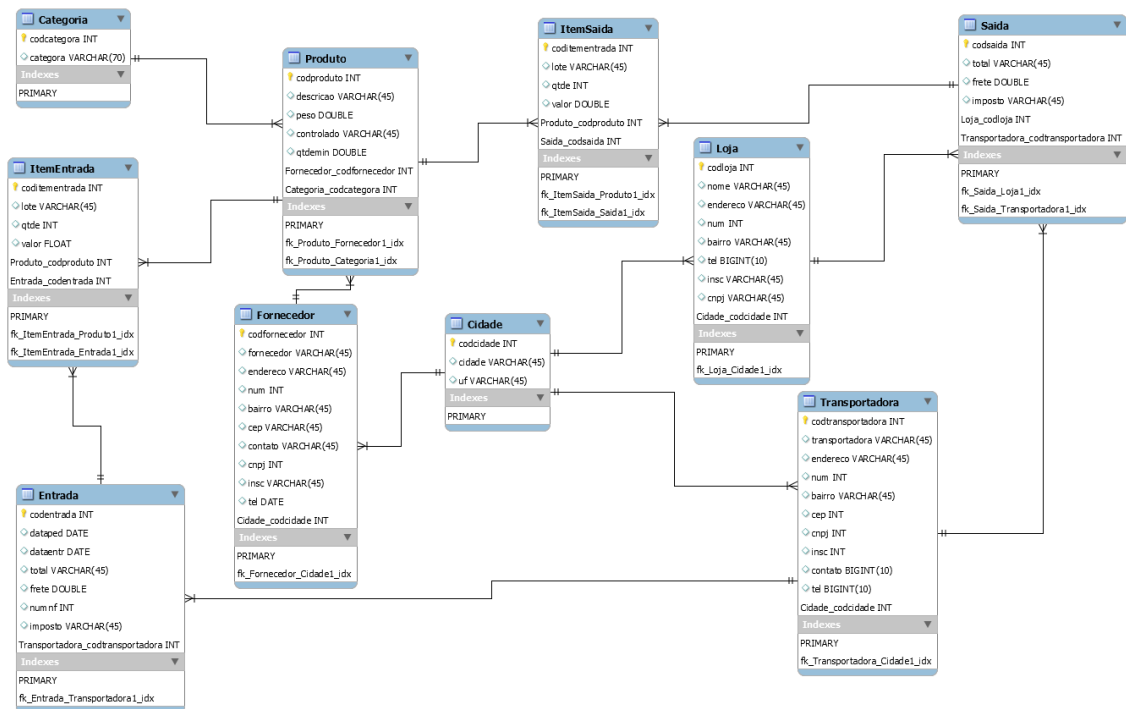 Categoria
codcategora INT
categora VARCHAR(70)
Indexes
PRIMARY
Produto
codproduto INT
descricao VARCHAR(45)
peso DOUBLE
controlado VARCHAR(45)
qtdemin DOUBLE
Fornecedor_codfornecedor INT
Categoria_codcategora INT
Indexes
PRIMARY
fk_Produto_Fornecedor1_idx
fk_Produto_Categoria1_idx
ItemSaida
coditementrada INT
lote VARCHAR(45)
qtde INT
valor DOUBLE
Produto_codproduto INT
Saida_codsaida INT
Indexes
PRIMARY
fk_ItemSaida_Produto1_idx
fk_ItemSaida_Saida1_idx
Saida
codsaida INT
total VARCHAR(45)
frete DOUBLE
imposto VARCHAR(45)
Loja_codloja INT
Transportadora_codtransportadora INT
Indexes
PRIMARY
fk_Saida_Loja1_idx
fk_Saida_Transportadora1_idx
ItemEntrada
coditementrada INT
lote VARCHAR(45)
qtde INT
valor FLOAT
Produto_codproduto INT
Entrada_codentrada INT
Indexes
PRIMARY
fk_ItemEntrada_Produto1_idx
fk_ItemEntrada_Entrada1_idx
Loja
codloja INT
nome VARCHAR(45)
endereco VARCHAR(45)
num INT
bairro VARCHAR(45)
tel BIGINT(10)
insc VARCHAR(45)
cnpj VARCHAR(45)
Cidade_codcidade INT
Indexes
PRIMARY
fk_Loja_Cidade1_idx
Fornecedor
codfornecedor INT
fornecedor VARCHAR(45)
endereco VARCHAR(45)
num INT
bairro VARCHAR(45)
cep VARCHAR(45)
contato VARCHAR(45)
cnpj INT
insc VARCHAR(45)
tel DATE
Cidade_codcidade INT
Indexes
PRIMARY
fk_Fornecedor_Cidade1_idx
Cidade
codcidade INT
cidade VARCHAR(45)
uf VARCHAR(45)
Indexes
PRIMARY
Transportadora
codtransportadora INT
transportadora VARCHAR(45)
endereco VARCHAR(45)
num INT
bairro VARCHAR(45)
cep INT
cnpj INT
insc INT
contato BIGINT(10)
tel BIGINT(10)
Cidade_codcidade INT
Indexes
PRIMARY
fk_Transportadora_Cidade1_idx
Entrada
codentrada INT
dataped DATE
dataentr DATE
total VARCHAR(45)
frete DOUBLE
numnf INT
imposto VARCHAR(45)
Transportadora_codtransportadora INT
Indexes
PRIMARY
fk_Entrada_Transportadora1_idx